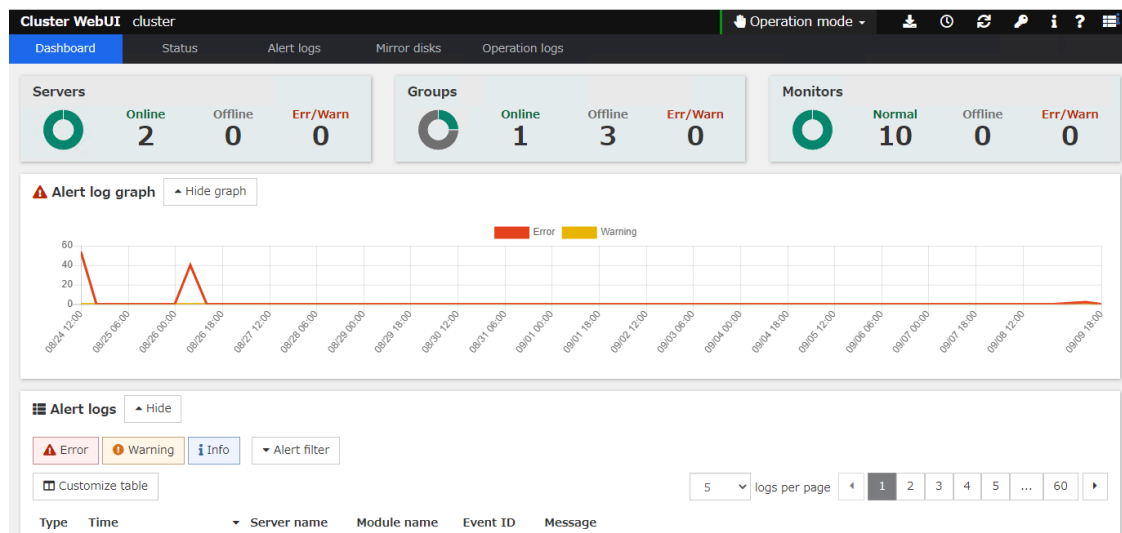 Cluster WebUI cluster Operation mode
Dashboard Status Alert logs Mirror disks Operation logs
Servers
Online Offline Err/Warn
2 0 0
Groups
Online Offline Err/Warn
1 3 0
Monitors
Normal Offline Err/Warn
10 0 0
Alert log graph Hide graph
Error Warning
60
40
20
0
08/24 12:00 08/25 06:00 08/26 00:00 08/26 18:00 08/27 12:00 08/28 06:00 08/29 00:00 08/29 18:00 08/30 12:00 08/31 06:00 09/01 00:00 09/01 18:00 09/02 12:00 09/03 06:00 09/04 00:00 09/04 18:00 09/05 12:00 09/06 06:00 09/07 00:00 09/07 18:00 09/08 12:00 09/09 18:00
Alert logs Hide
Error Warning Info Alert filter
Customize table 5 logs per page 1 2 3 4 5 ... 60
Type Time Server name Module name Event ID Message